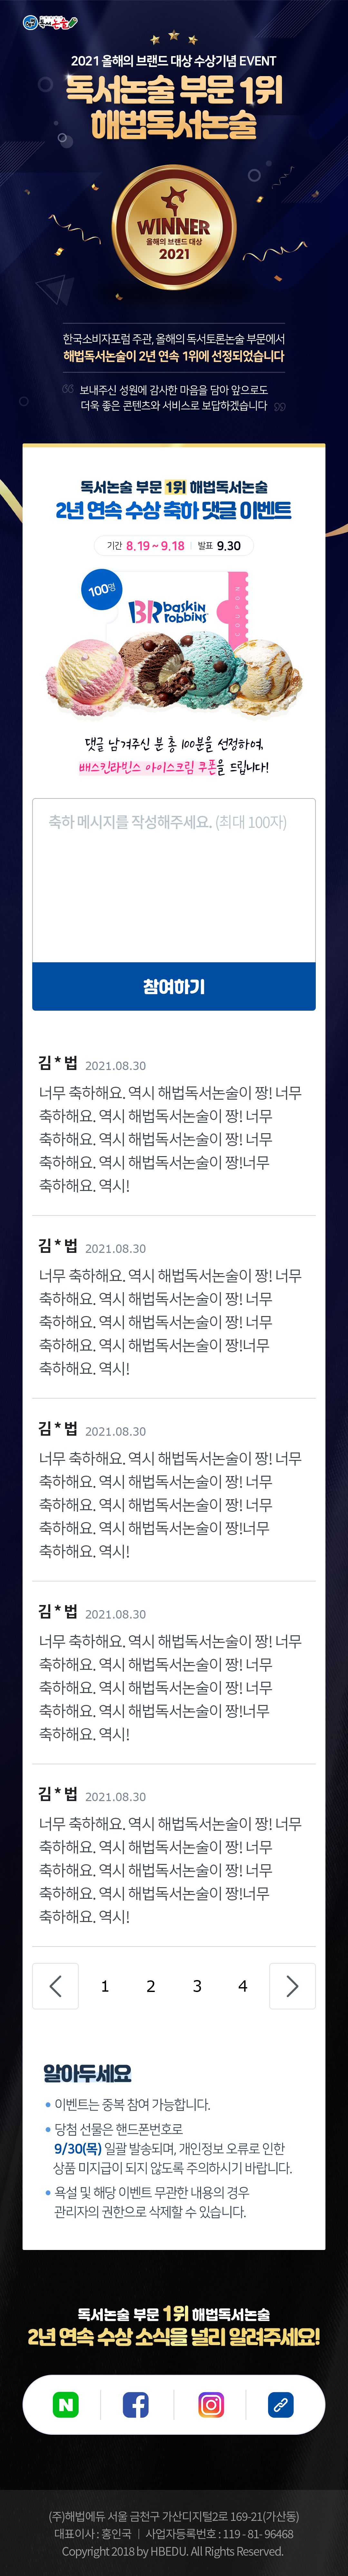 독서논술
2021 올해의 브랜드 대상 수상기념 EVENT
독서논술 부문 1위
해법독서논술
WINNER
올해의 브랜드 대상
2021
한국소비자포럼 주관, 올해의 독서토론논술 부문에서
해법독서논술이 2년 연속 1위에 선정되었습니다
보내주신 성원에 감사한 마음을 담아 앞으로도
더욱 좋은 콘텐츠와 서비스로 보답하겠습니다
독서논술 부문 1위 해법독서논술
2년 연속 수상 축하 댓글 이벤트
기간 8.19 ~ 9.18 | 발표 9.30
100명
BR baskin robbins
COUPON
댓글 남겨주신 분 총 100분을 선정하여,
배스킨라빈스 아이스크림 쿠폰을 드립니다!
축하 메시지를 작성해주세요. (최대 100자)
참여하기
김 * 법 2021.08.30
너무 축하해요. 역시 해법독서논술이 짱! 너무
축하해요. 역시 해법독서논술이 짱! 너무
축하해요. 역시 해법독서논술이 짱! 너무
축하해요. 역시 해법독서논술이 짱!너무
축하해요. 역시!
김 * 법 2021.08.30
너무 축하해요. 역시 해법독서논술이 짱! 너무
축하해요. 역시 해법독서논술이 짱! 너무
축하해요. 역시 해법독서논술이 짱! 너무
축하해요. 역시 해법독서논술이 짱!너무
축하해요. 역시!
김 * 법 2021.08.30
너무 축하해요. 역시 해법독서논술이 짱! 너무
축하해요. 역시 해법독서논술이 짱! 너무
축하해요. 역시 해법독서논술이 짱! 너무
축하해요. 역시 해법독서논술이 짱!너무
축하해요. 역시!
김 * 법 2021.08.30
너무 축하해요. 역시 해법독서논술이 짱! 너무
축하해요. 역시 해법독서논술이 짱! 너무
축하해요. 역시 해법독서논술이 짱! 너무
축하해요. 역시 해법독서논술이 짱!너무
축하해요. 역시!
김 * 법 2021.08.30
너무 축하해요. 역시 해법독서논술이 짱! 너무
축하해요. 역시 해법독서논술이 짱! 너무
축하해요. 역시 해법독서논술이 짱! 너무
축하해요. 역시 해법독서논술이 짱!너무
축하해요. 역시!
1 2 3 4
알아두세요
이벤트는 중복 참여 가능합니다.
당첨 선물은 핸드폰번호로
9/30(목) 일괄 발송되며, 개인정보 오류로 인한
상품 미지급이 되지 않도록 주의하시기 바랍니다.
욕설 및 해당 이벤트 무관한 내용의 경우
관리자의 권한으로 삭제할 수 있습니다.
독서논술 부문 1위 해법독서논술
2년 연속 수상 소식을 널리 알려주세요!
N
(주)해법에듀 서울 금천구 가산디지털2로 169-21(가산동)
대표이사 : 홍인국 | 사업자등록번호 : 119 - 81- 96468
Copyright 2018 by HBEDU. All Rights Reserved.